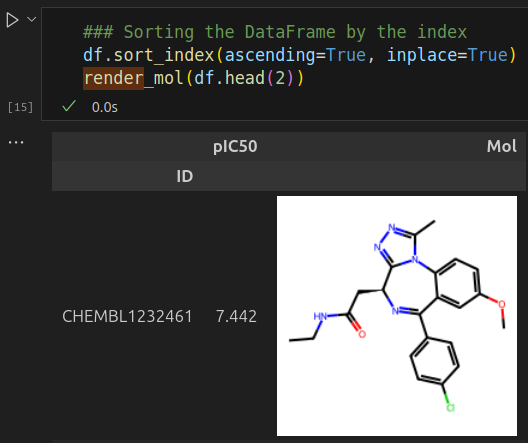 ### Sorting the DataFrame by the index
df.sort_index(ascending=True, inplace=True)
render_mol(df.head(2))
[15]
0.0s
...
pIC50 Mol
ID
CHEMBL1232461 7.442
N
N
N
N
HN
O
O
Cl